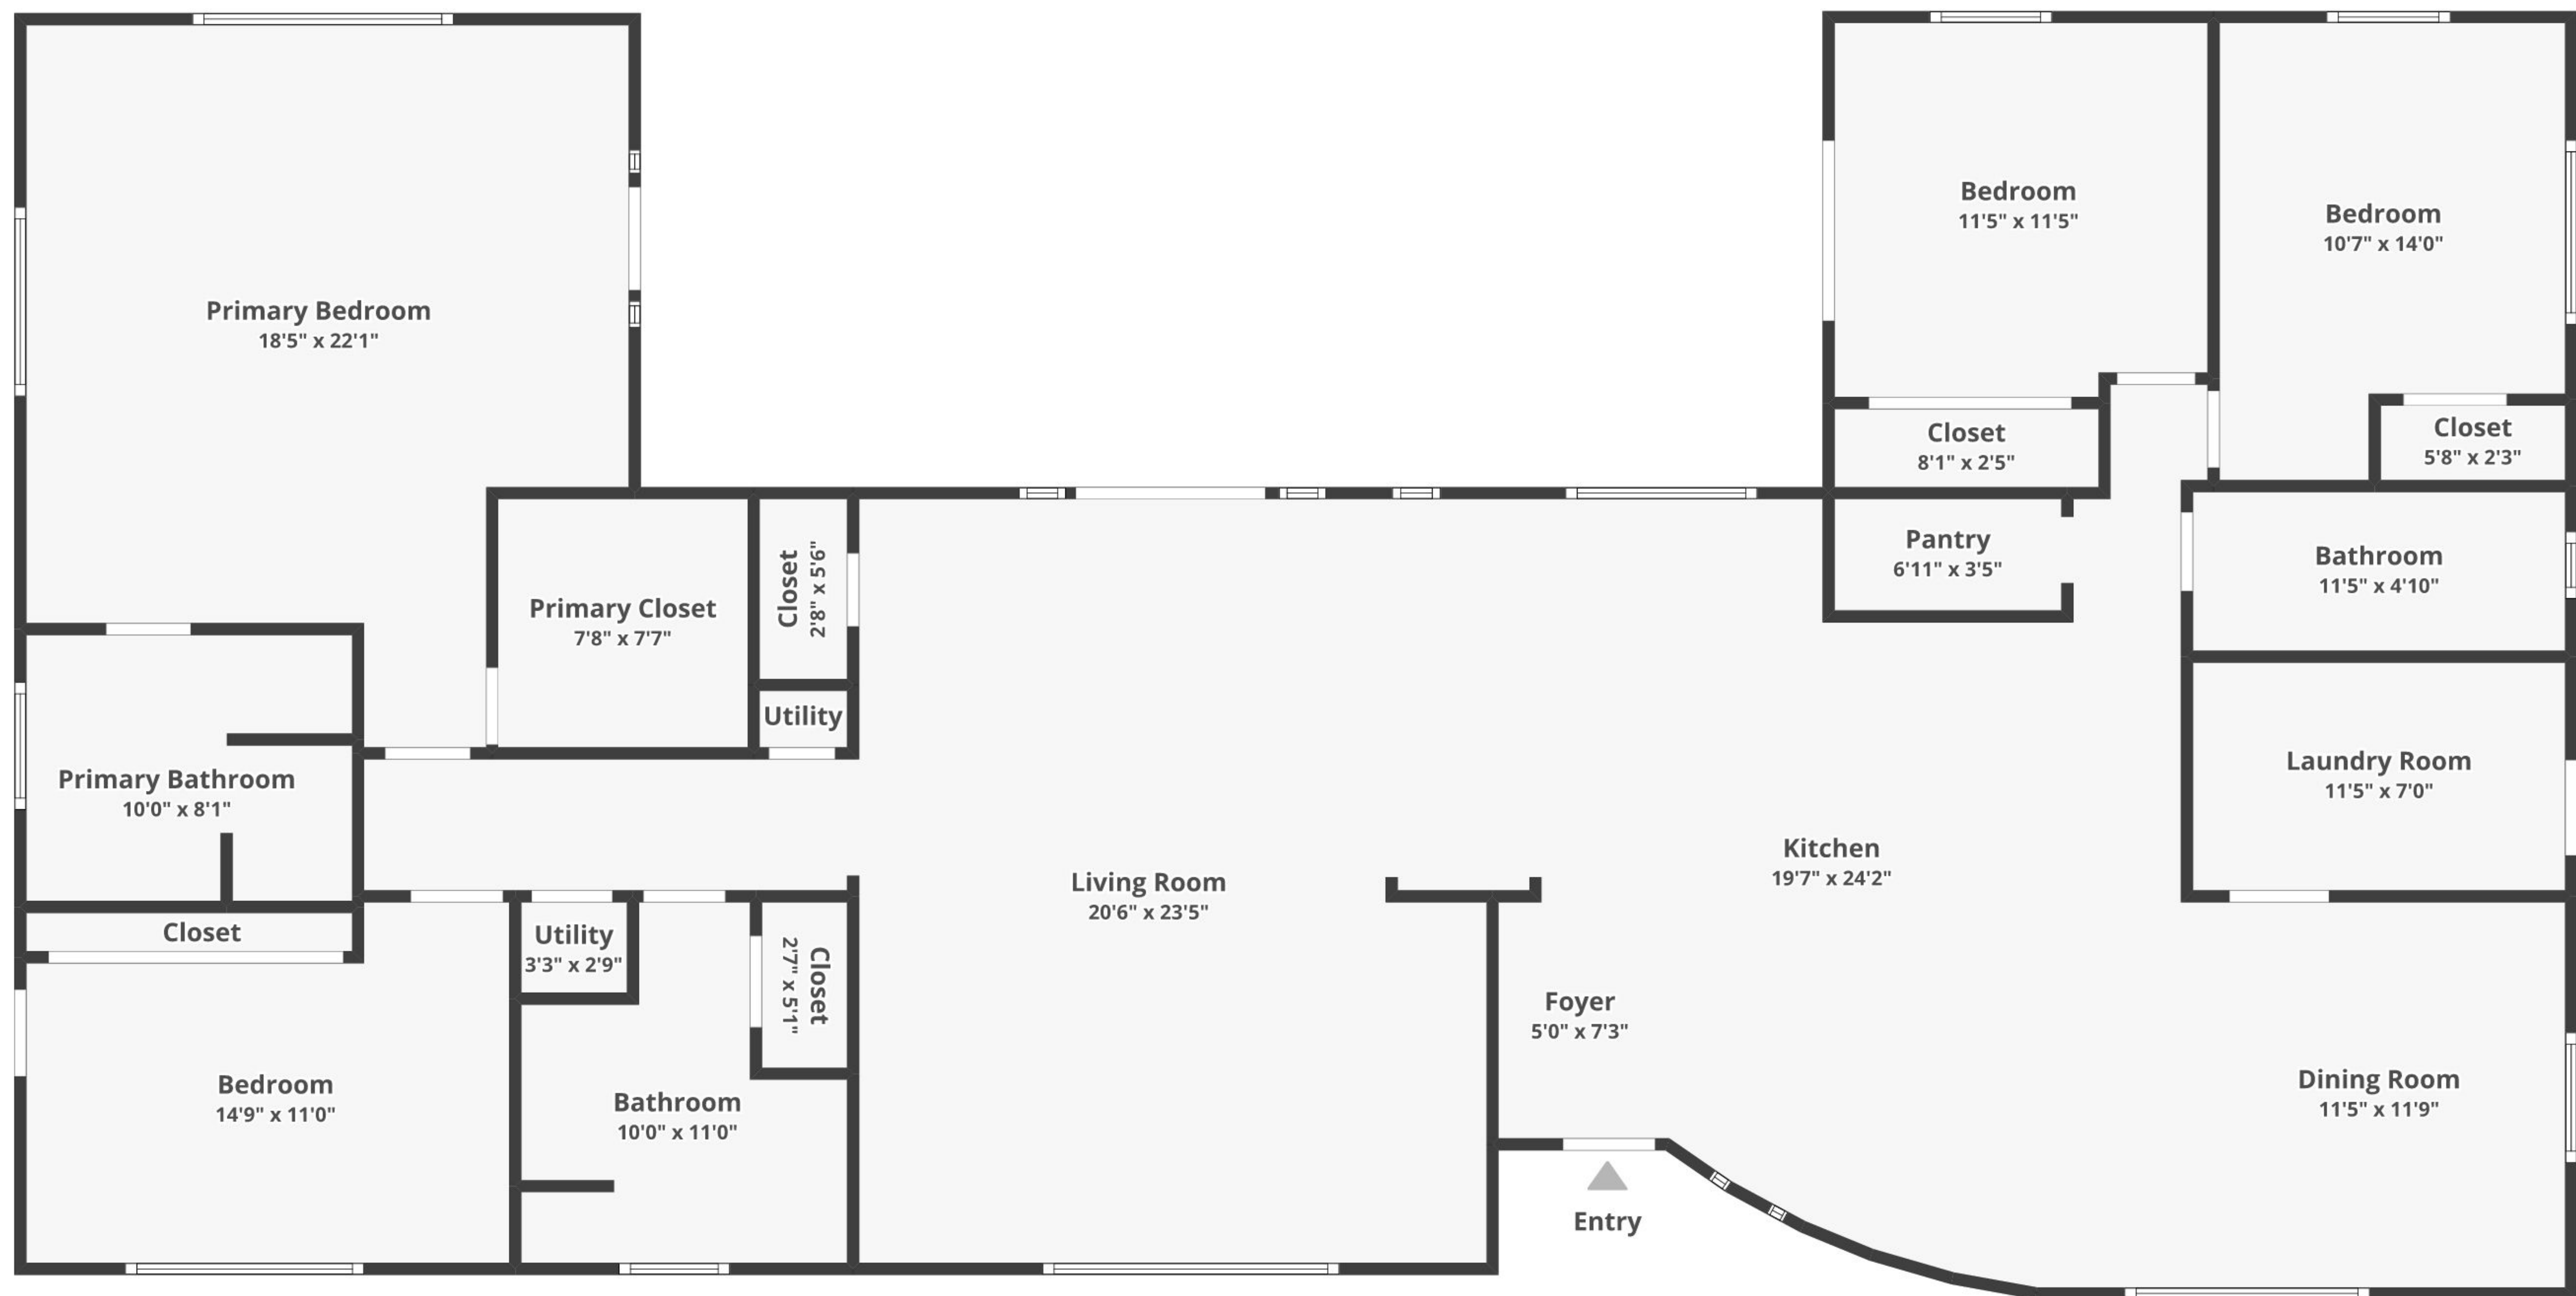 Primary Bedroom
18'5" x 22'1"
Bedroom
11'5" x 11'5"
Bedroom
10'7" x 14'0"
Closet
8'1" x 2'5"
Closet
5'8" x 2'3"
Primary Closet
7'8" x 7'7"
Closet
2'8" x 5'6"
Utility
Pantry
6'11" x 3'5"
Bathroom
11'5" x 4'10"
Primary Bathroom
10'0" x 8'1"
Laundry Room
11'5" x 7'0"
Kitchen
19'7" x 24'2"
Living Room
20'6" x 23'5"
Closet
Utility
3'3" x 2'9"
Closet
2'7" x 5'1"
Foyer
5'0" x 7'3"
Bedroom
14'9" x 11'0"
Bathroom
10'0" x 11'0"
Dining Room
11'5" x 11'9"
Entry